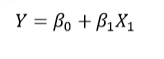 Y = β₀ + β₁X₁